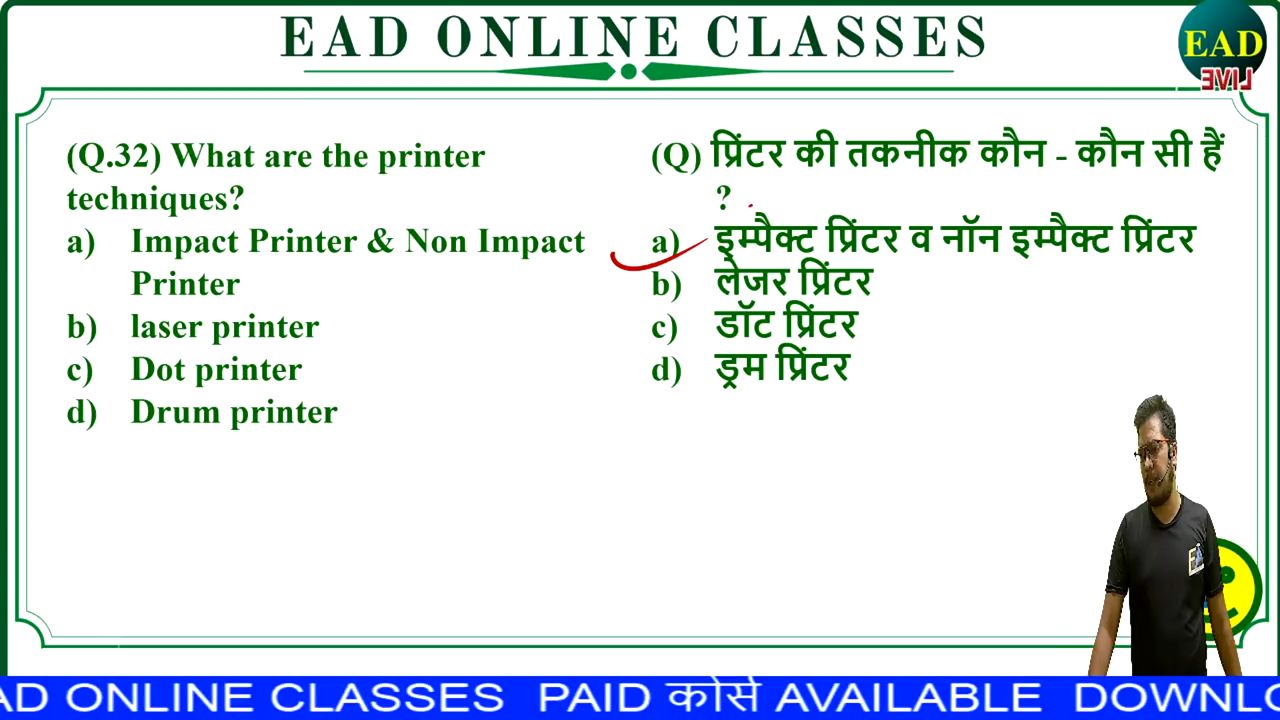 EAD ONLINE CLASSES
EAD
LIVE
(Q.32) What are the printer
techniques?
a) Impact Printer & Non Impact
Printer
b) laser printer
c) Dot printer
d) Drum printer
(Q) प्रिंटर की तकनीक कौन - कौन सी हैं
?
a) इम्पैक्ट प्रिंटर व नॉन इम्पैक्ट प्रिंटर
b) लेजर प्रिंटर
c) डॉट प्रिंटर
d) ड्रम प्रिंटर
AD ONLINE CLASSES PAID कोर्स AVAILABLE DOWNLO